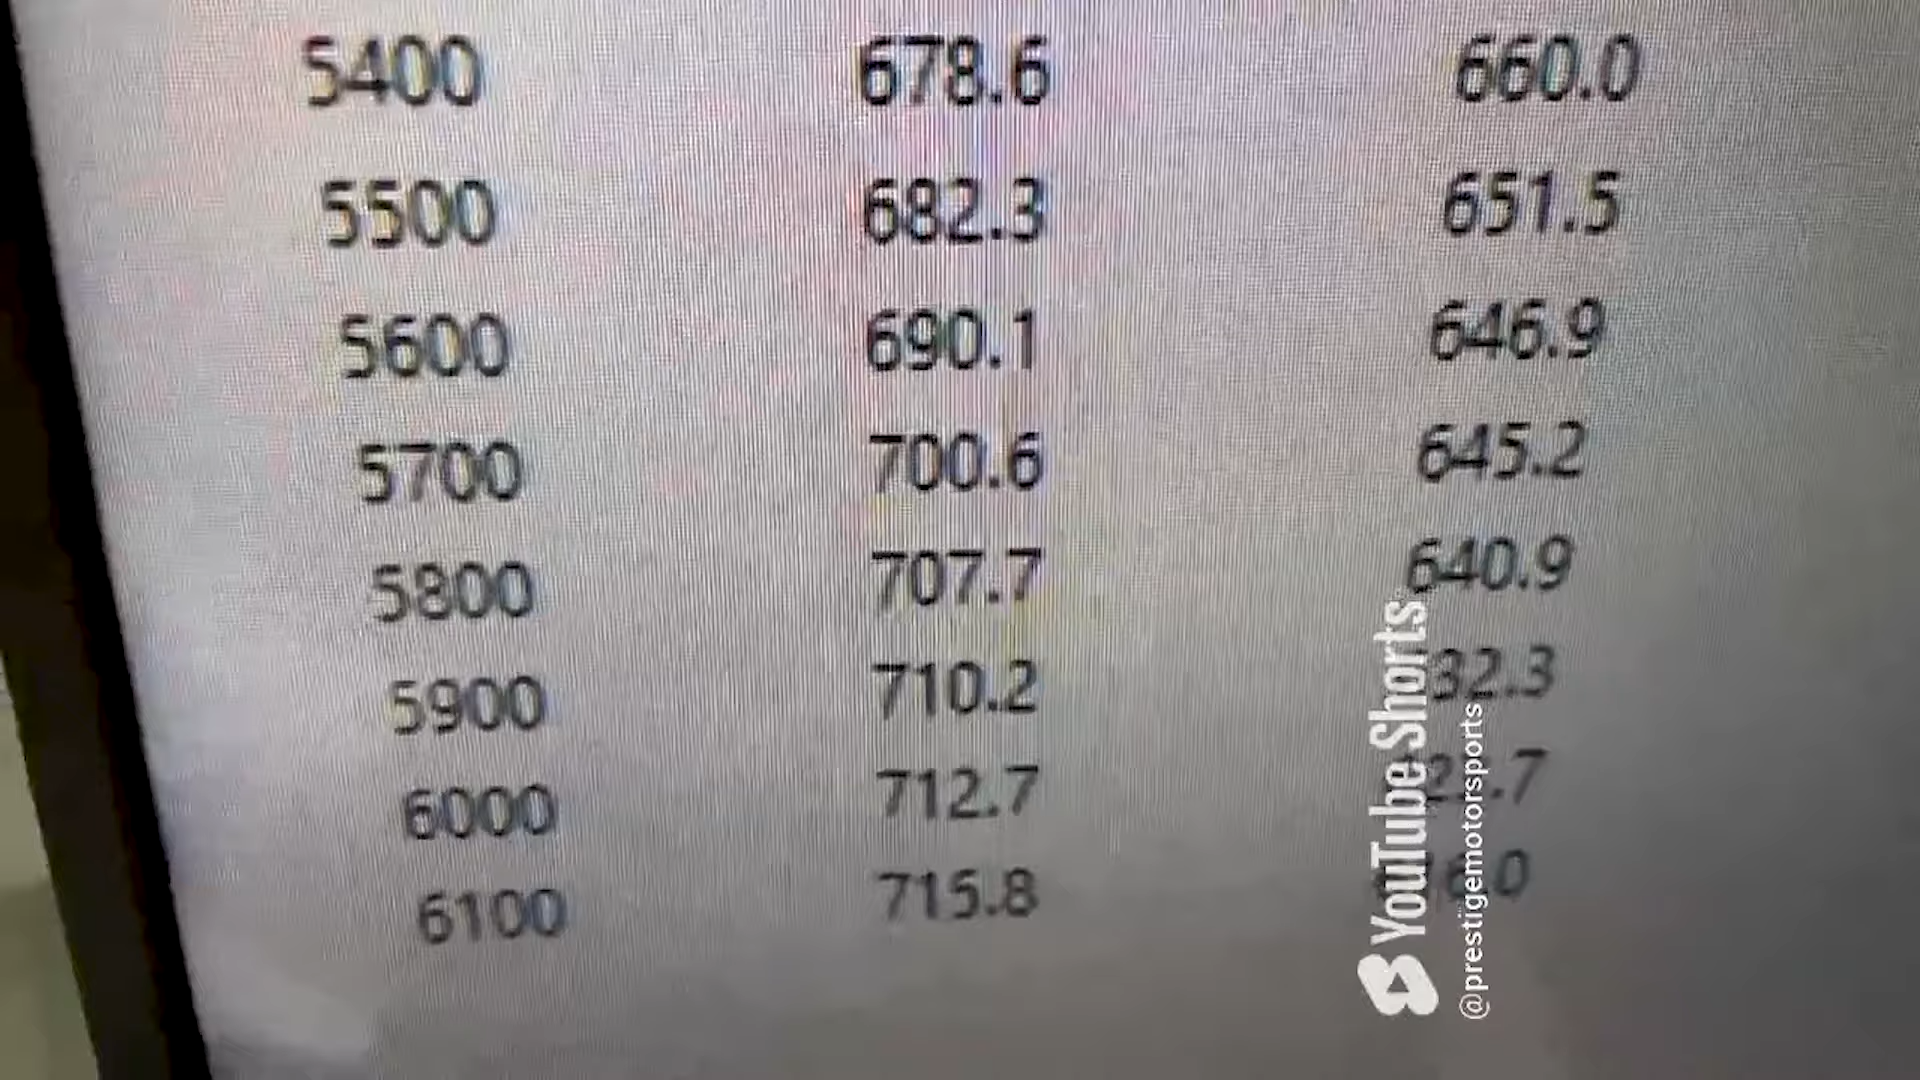 5400 678.6 660.0
5500 682.3 651.5
5600 690.1 646.9
5700 700.6 645.2
5800 707.7 640.9
5900 710.2
6000 712.7
6100 715.8
YouTube Shorts
@prestigemotorsports